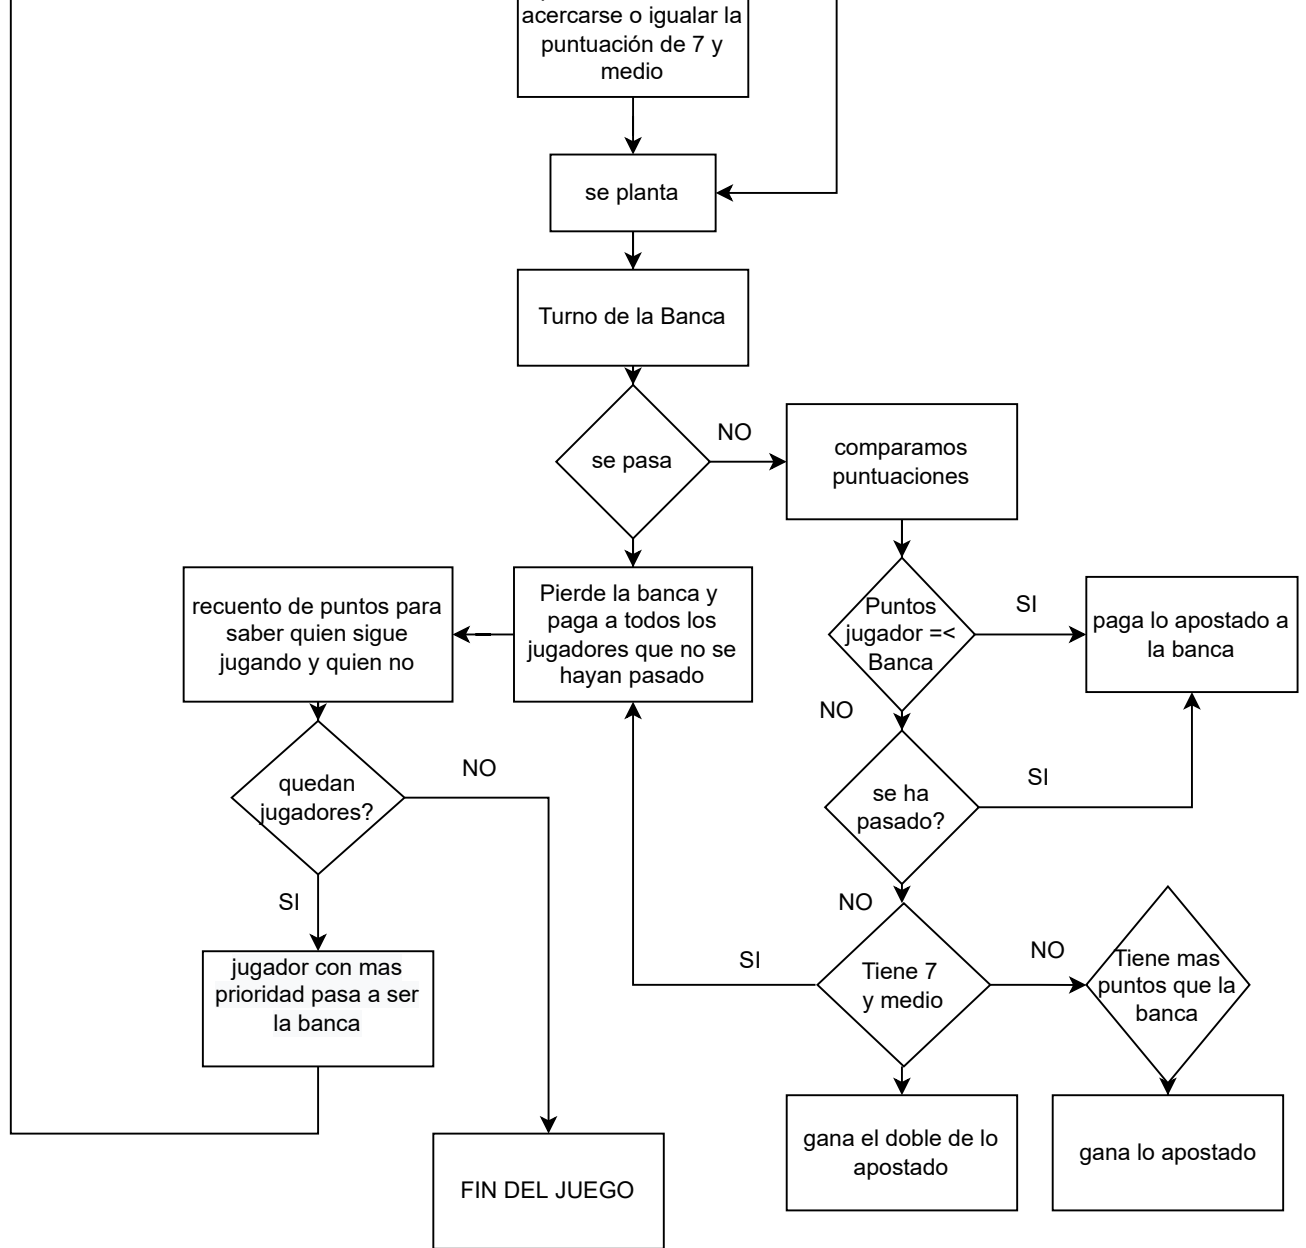 acercarse o igualar la
puntuación de 7 y
medio
se planta
Turno de la Banca
se pasa
NO
comparamos
puntuaciones
recuento de puntos para
saber quien sigue
jugando y quien no
Pierde la banca y
paga a todos los
jugadores que no se
hayan pasado
Puntos
jugador =<
Banca
SI
paga lo apostado a
la banca
NO
quedan
jugadores?
NO
se ha
pasado?
SI
SI
NO
jugador con mas
prioridad pasa a ser
la banca
SI
Tiene 7
y medio
NO
Tiene mas
puntos que la
banca
FIN DEL JUEGO
gana el doble de lo
apostado
gana lo apostado